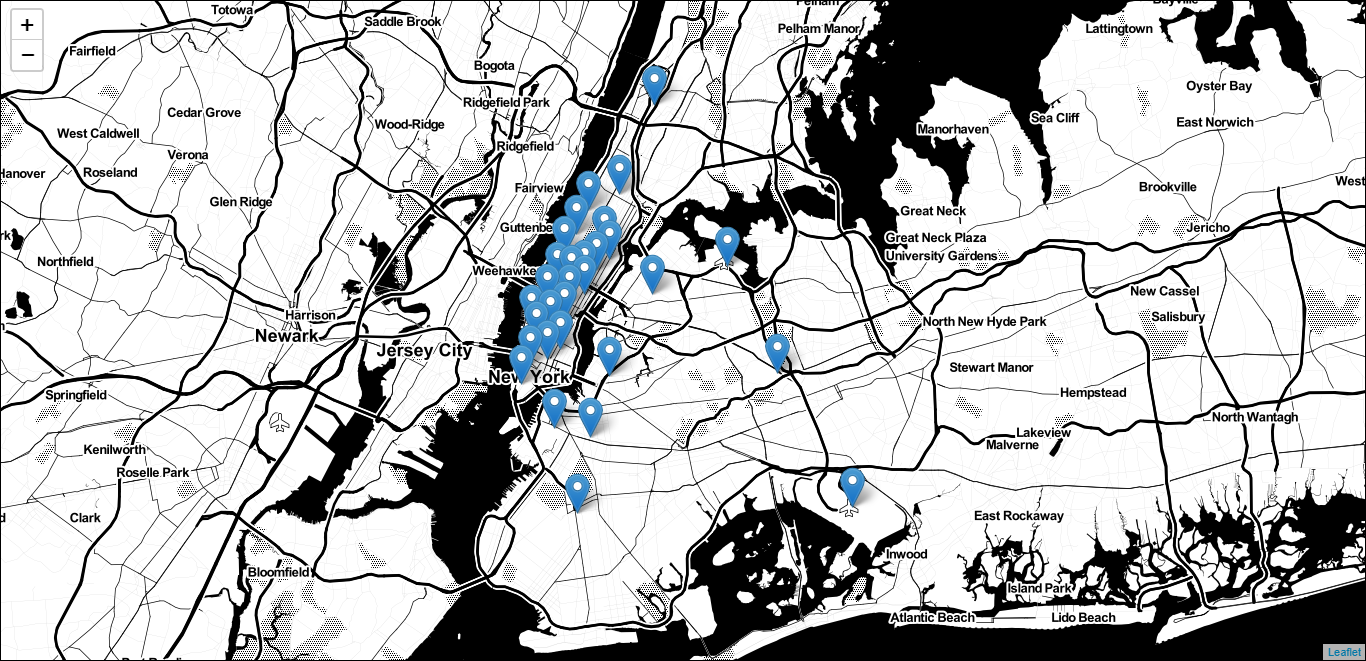 +
−
Totowa
Saddle Brook
Fairfield
Bogota
Ridgefield Park
Cedar Grove
Wood-Ridge
West Caldwell
Verona
Ridgefield
Roseland
Hanover
Glen Ridge
Fairview
Guttenbe
Northfield
Weehawke
Harrison
Newark
Jersey City
New York
Springfield
Kenilworth
Roselle Park
Clark
Bloomfield
Pelham
Pelham Manor
Bayville
Lattingtown
Oyster Bay
Sea Cliff
East Norwich
Manorhaven
Brookville
West
Great Neck
Great Neck Plaza
University Gardens
Jericho
New Cassel
Salisbury
North New Hyde Park
Stewart Manor
Hempstead
North Wantagh
Lakeview
Malverne
East Rockaway
Inwood
Island Park
Atlantic Beach
Lido Beach
Leaflet